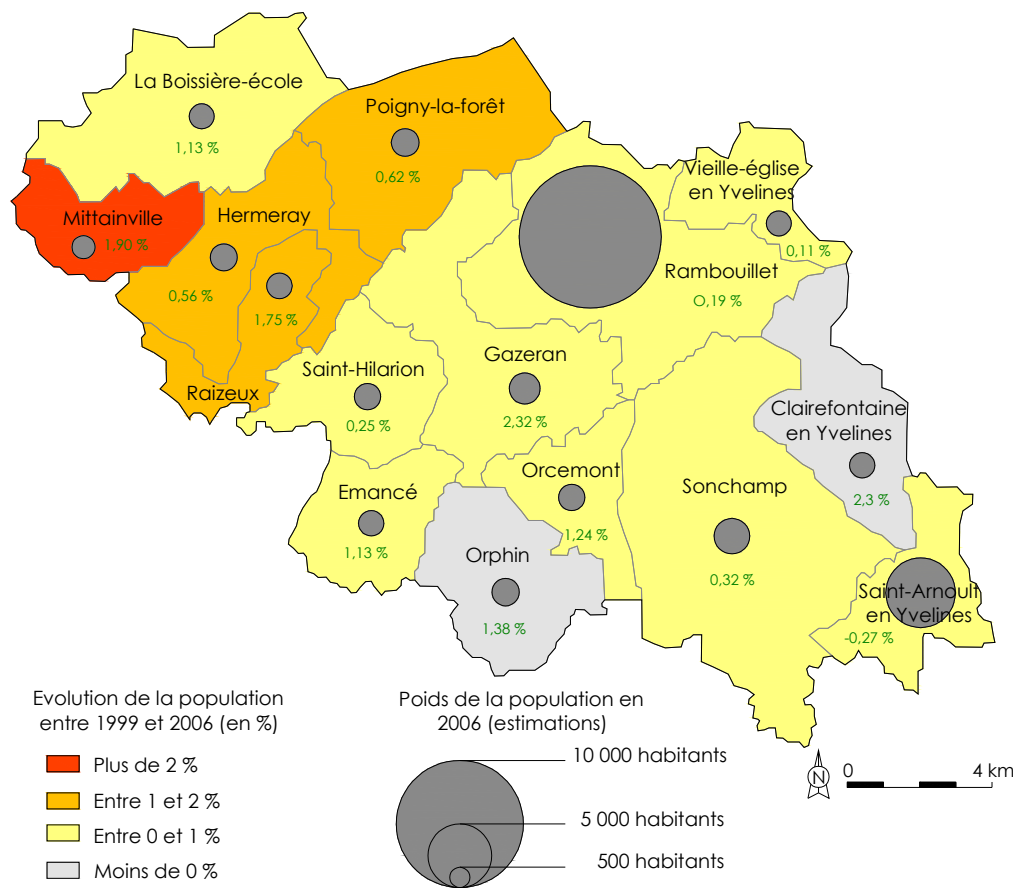 La Boissière-école
1,13 %
Poigny-la-forêt
0,62 %
Vieille-église
en Yvelines
0,11 %
Mittainville
1,90 %
Hermeray
0,56 %
1,75 %
Raizeux
Rambouillet
O,19 %
Saint-Hilarion
0,25 %
Gazeran
2,32 %
Clairefontaine
en Yvelines
2,3 %
Emancé
1,13 %
Orcemont
1,24 %
Sonchamp
0,32 %
Orphin
1,38 %
Saint-Arnoult
en Yvelines
-0,27 %
Evolution de la population
entre 1999 et 2006 (en %)
Plus de 2 %
Entre 1 et 2 %
Entre 0 et 1 %
Moins de 0 %
Poids de la population en
2006 (estimations)
10 000 habitants
5 000 habitants
500 habitants
N
0 4 km